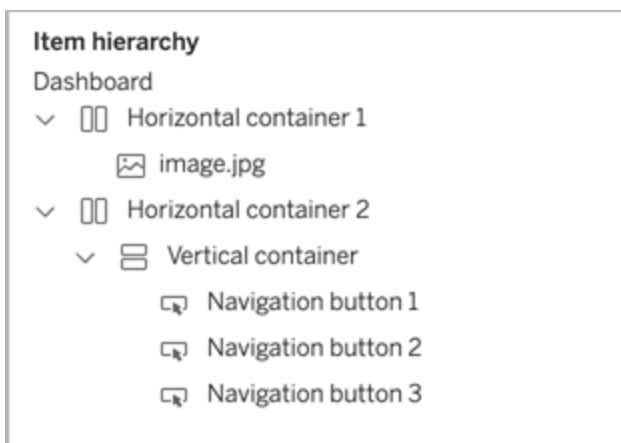 Item hierarchy
Dashboard
Horizontal container 1
image.jpg
Horizontal container 2
Vertical container
Navigation button 1
Navigation button 2
Navigation button 3